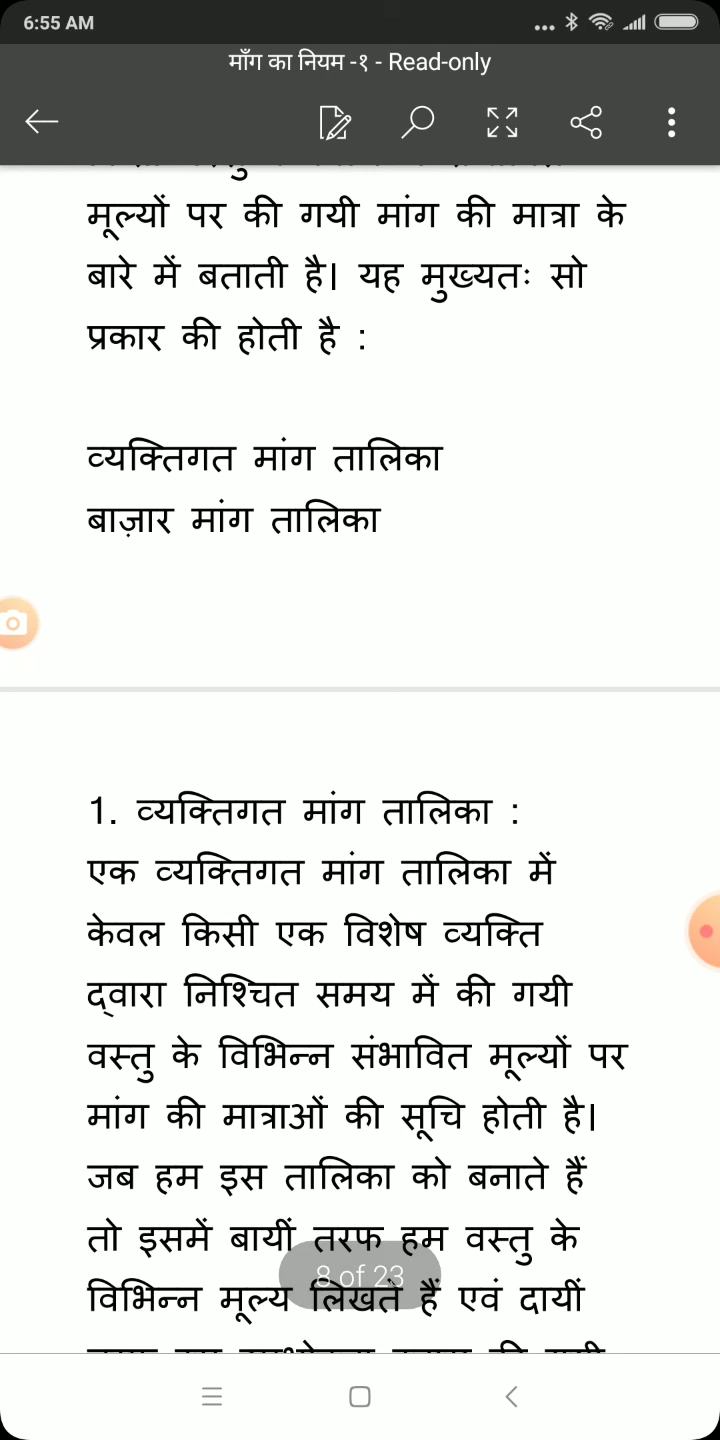 6:55 AM
माँग का नियम -१ - Read-only
मूल्यों पर की गयी मांग की मात्रा के
बारे में बताती है। यह मुख्यतः सो
प्रकार की होती है :
व्यक्तिगत मांग तालिका
बाज़ार मांग तालिका
1. व्यक्तिगत मांग तालिका :
एक व्यक्तिगत मांग तालिका में
केवल किसी एक विशेष व्यक्ति
द्वारा निश्चित समय में की गयी
वस्तु के विभिन्न संभावित मूल्यों पर
मांग की मात्राओं की सूचि होती है।
जब हम इस तालिका को बनाते हैं
तो इसमें बायीं तरफ हम वस्तु के
8 of 23
विभिन्न मूल्य लिखते हैं एवं दायीं